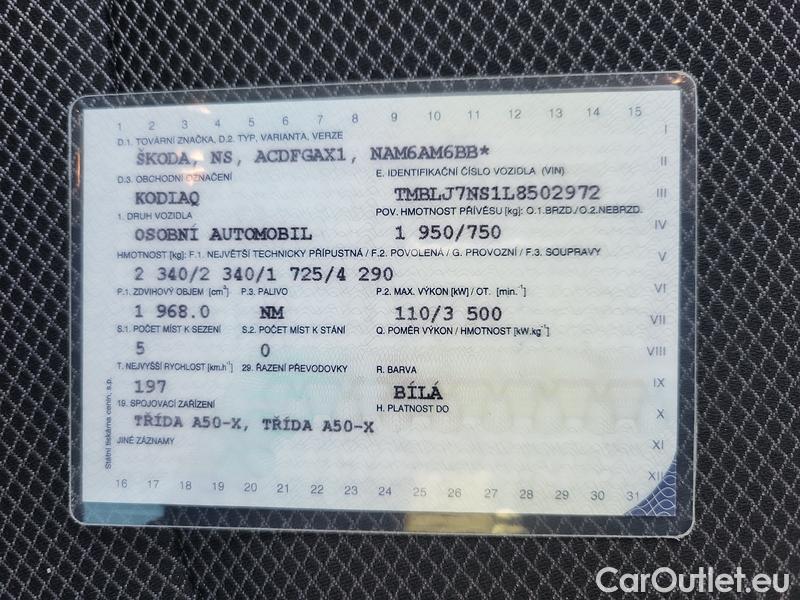 1 2 3 4 5 6 7 8 9 10 11 12 13 14 15
I
D.1. TOVÁRNÍ ZNAČKA, D.2. TYP, VARIANTA, VERZE
ŠKODA, NS, ACDFGAX1, NAM6AM6BB*
II
D.3. OBCHODNÍ OZNAČENÍ E. IDENTIFIKAČNÍ ČÍSLO VOZIDLA (VIN)
KODIAQ TMBLJ7NS1L8502972
III
1. DRUH VOZIDLA POV. HMOTNOST PŘÍVĚSU [kg]: O.1.BRZD./O.2.NEBRZD.
OSOBNÍ AUTOMOBIL 1 950/750
IV
HMOTNOST [kg]: F.1. NEJVĚTŠÍ TECHNICKY PŘÍPUSTNÁ / F.2. POVOLENÁ / G. PROVOZNÍ / F.3. SOUPRAVY
V
2 340/2 340/1 725/4 290
P.1. ZDVIHOVÝ OBJEM [cm³] P.3. PALIVO P.2. MAX. VÝKON [kW] / OT. [min.⁻¹]
VI
1 968.0 NM 110/3 500
VII
S.1. POČET MÍST K SEZENÍ S.2. POČET MÍST K STÁNÍ Q. POMĚR VÝKON / HMOTNOST [kW.kg⁻¹]
5 0
VIII
T. NEJVYŠŠÍ RYCHLOST [km.h⁻¹] 29. ŘAZENÍ PŘEVODOVKY R. BARVA
197 BÍLÁ
IX
19. SPOJOVACÍ ZAŘÍZENÍ H. PLATNOST DO
X
TŘÍDA A50-X, TŘÍDA A50-X
JINÉ ZÁZNAMY
XI
XII
16 17 18 19 20 21 22 23 24 25 26 27 28 29 30 31
Státní tiskárna cenin, s.p.
CarOutlet.eu